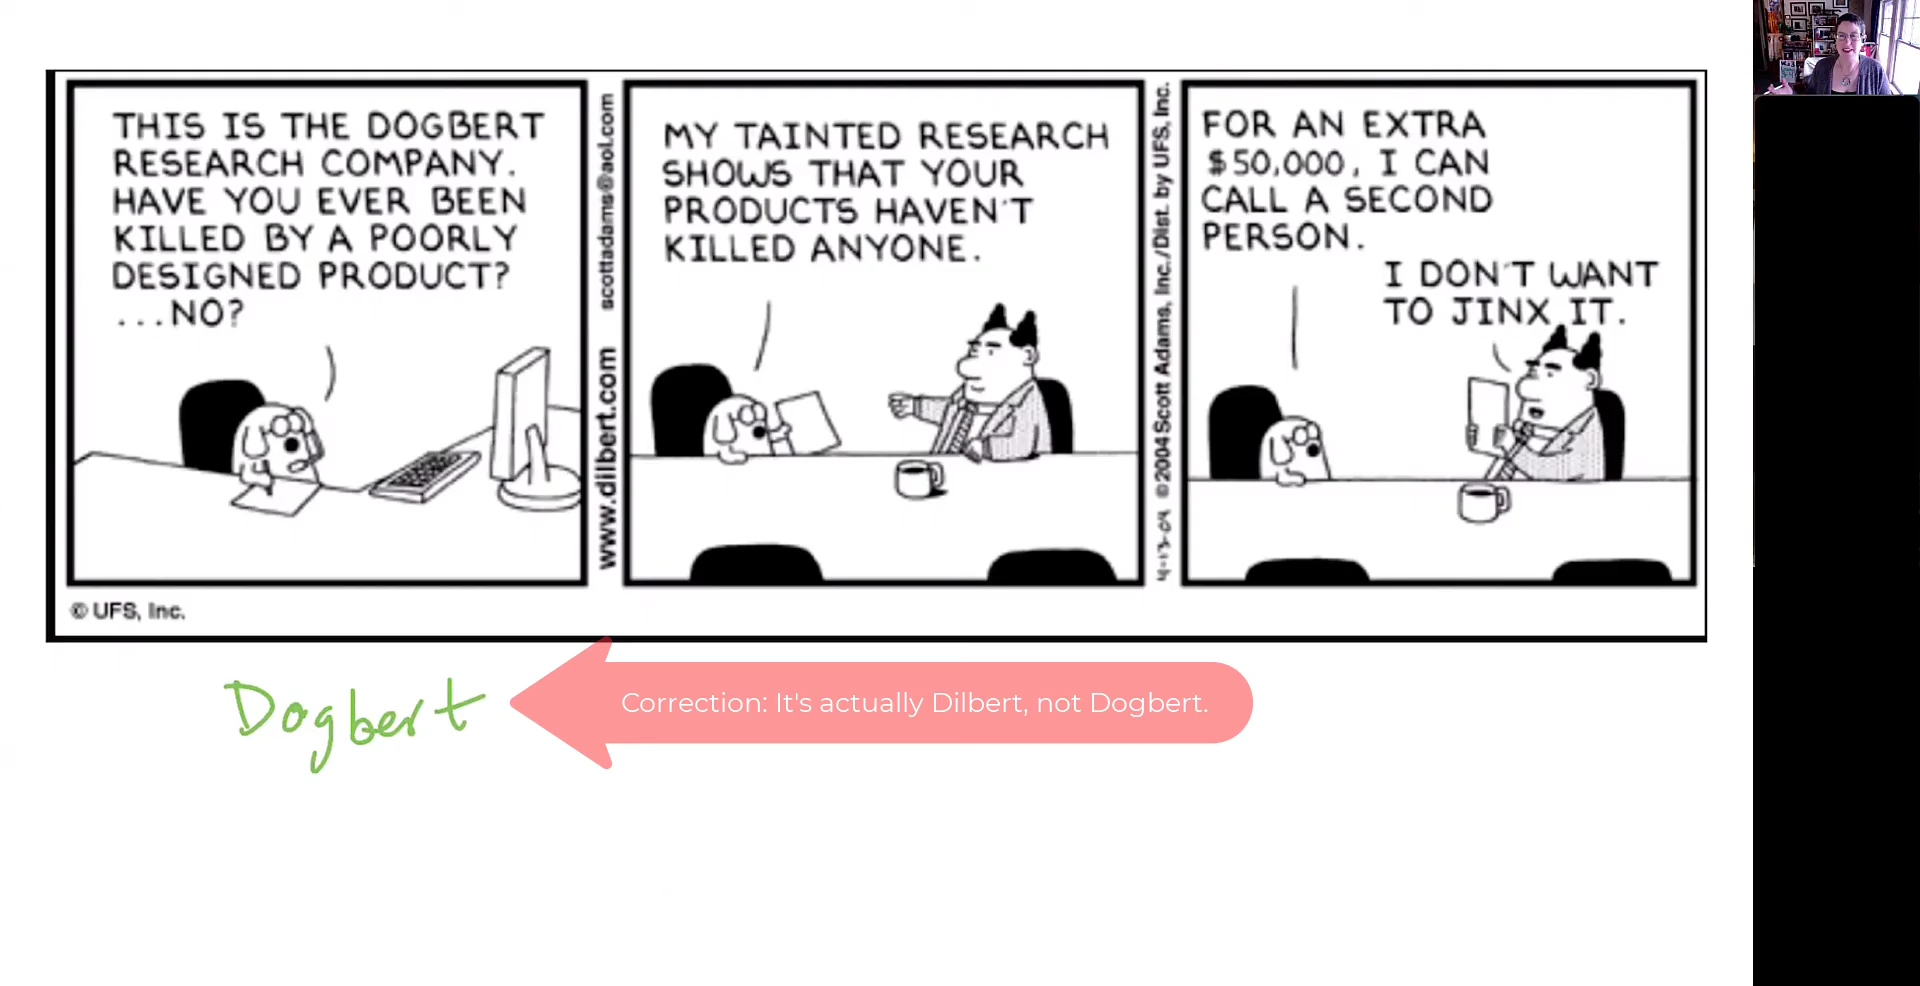 THIS IS THE DOGBERT
RESEARCH COMPANY.
HAVE YOU EVER BEEN
KILLED BY A POORLY
DESIGNED PRODUCT?
...NO?
www.dilbert.com scottadams@aol.com
MY TAINTED RESEARCH
SHOWS THAT YOUR
PRODUCTS HAVEN'T
KILLED ANYONE.
4-13-04 ©2004 Scott Adams, Inc./Dist. by UFS, Inc.
FOR AN EXTRA
$50,000, I CAN
CALL A SECOND
PERSON.
I DON'T WANT
TO JINX IT.
© UFS, Inc.
Dogbert
Correction: It's actually Dilbert, not Dogbert.